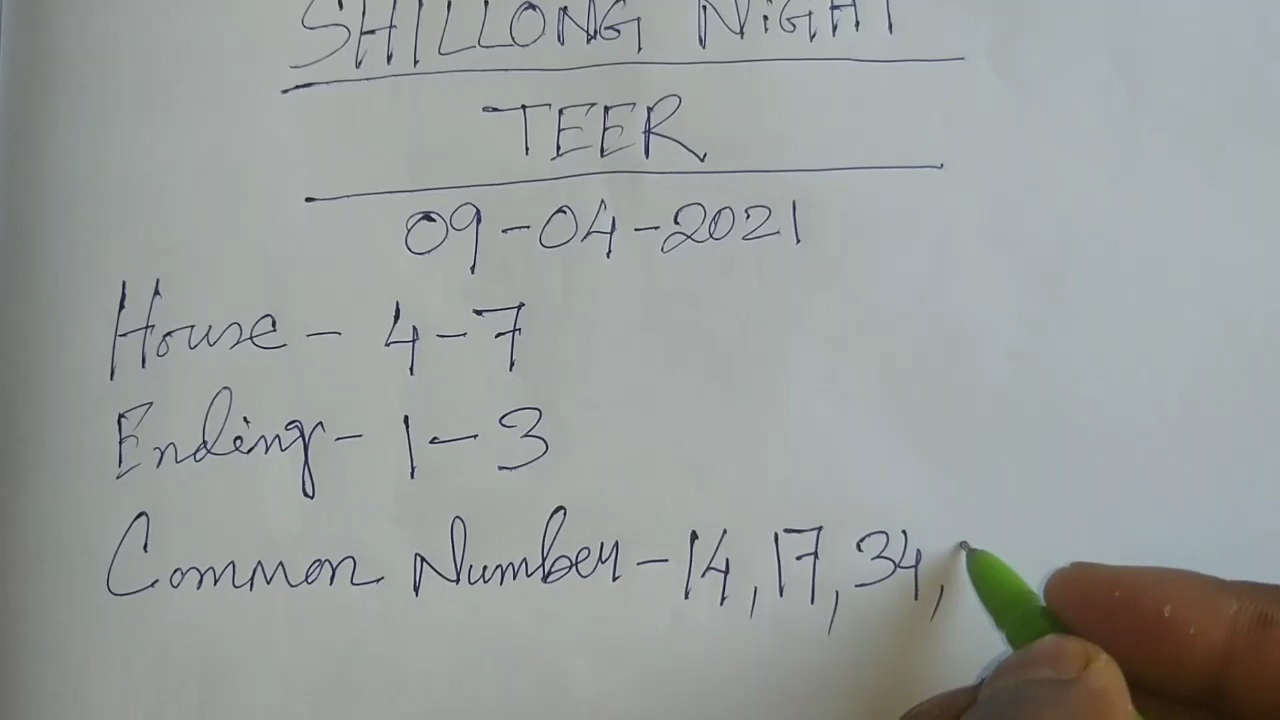 SHILLONG NIGHT
TEER
09-04-2021
House - 4-7
Ending - 1-3
Common Number - 14, 17, 34,